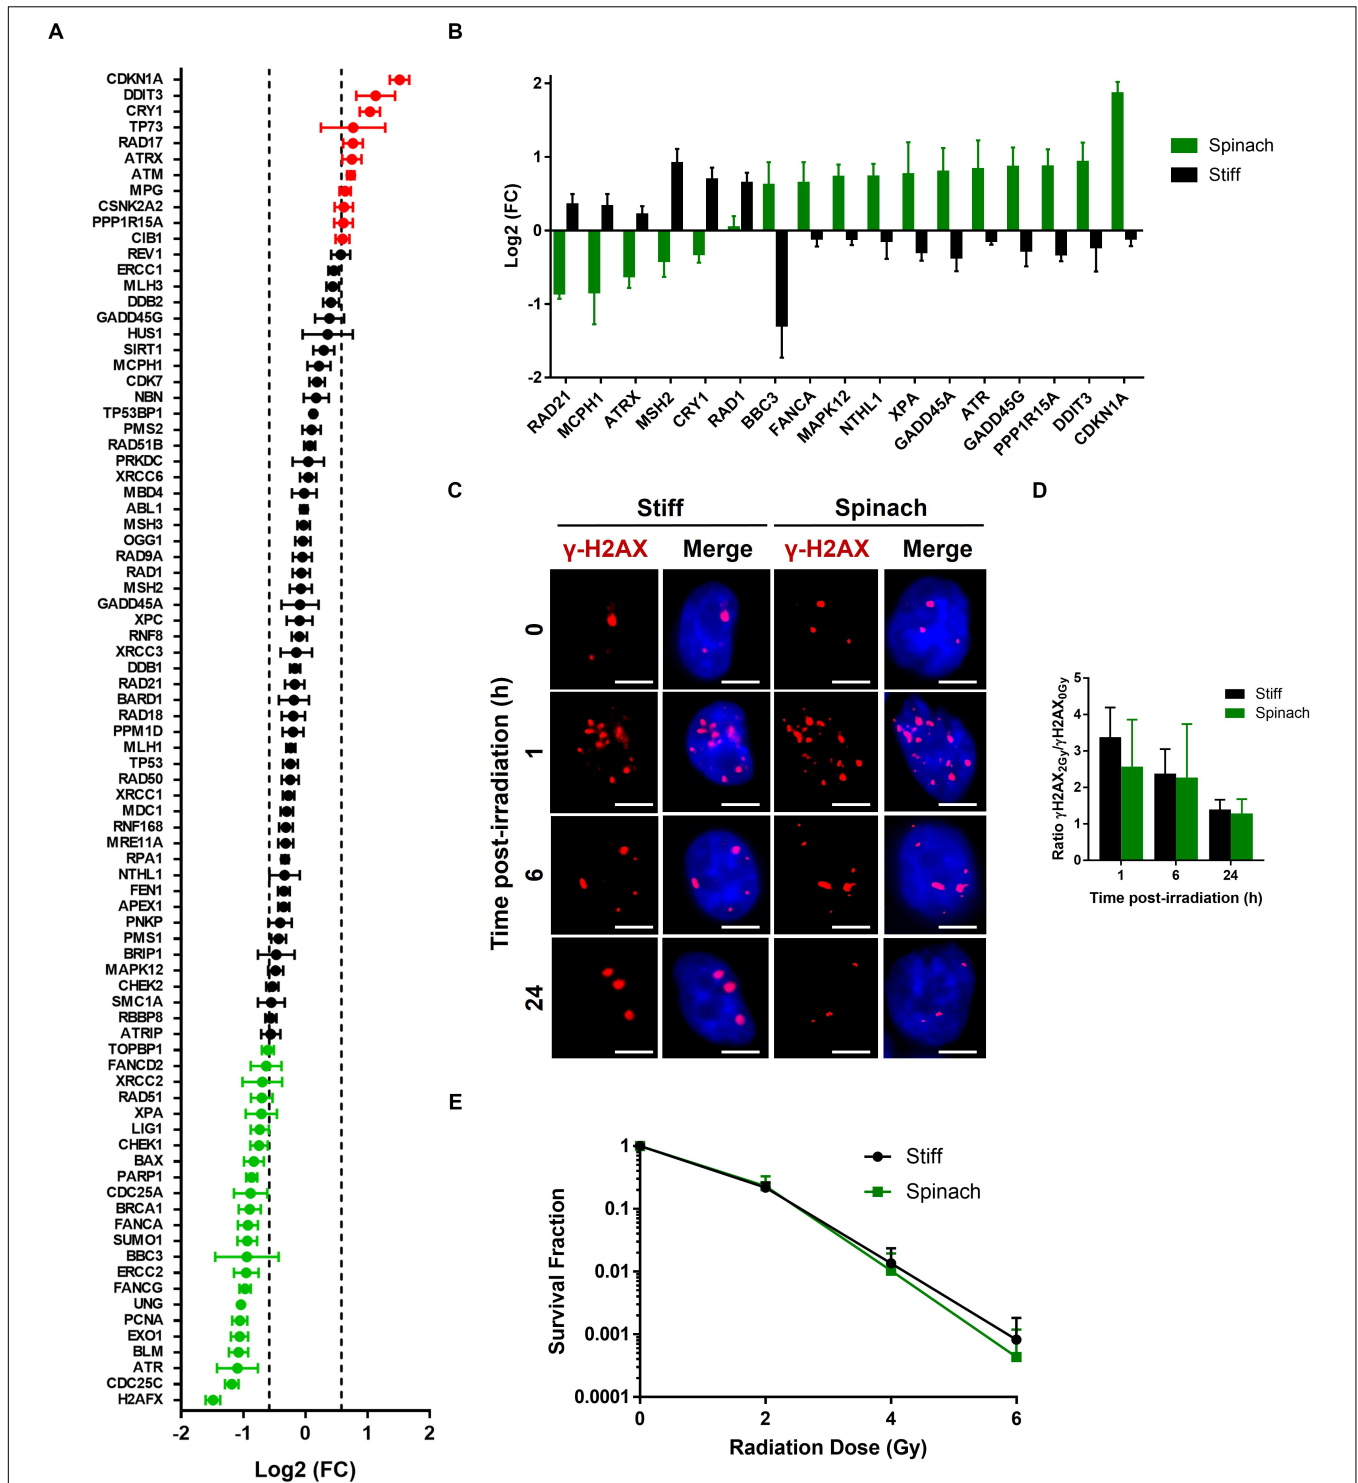 A
CDKN1A
DDIT3
CRY1
TP73
RAD17
ATRX
ATM
MPG
CSNK2A2
PPP1R15A
CIB1
REV1
ERCC1
MLH3
DDB2
GADD45G
HUS1
SIRT1
MCPH1
CDK7
NBN
TP53BP1
PMS2
RAD51B
PRKDC
XRCC6
MBD4
ABL1
MSH3
OGG1
RAD9A
RAD1
MSH2
GADD45A
XPC
RNF8
XRCC3
DDB1
RAD21
BARD1
RAD18
PPM1D
MLH1
TP53
RAD50
XRCC1
MDC1
RNF168
MRE11A
RPA1
NTHL1
FEN1
APEX1
PNKP
PMS1
BRIP1
MAPK12
CHEK2
SMC1A
RBBP8
ATRIP
TOPBP1
FANCD2
XRCC2
RAD51
XPA
LIG1
CHEK1
BAX
PARP1
CDC25A
BRCA1
FANCA
SUMO1
BBC3
ERCC2
FANCG
UNG
PCNA
EXO1
BLM
ATR
CDC25C
H2AFX
-2 -1 0 1 2
Log2 (FC)
B
2
1
0
-1
-2
Log2 (FC)
Spinach
Stiff
RAD21 MCPH1 ATRX MSH2 CRY1 RAD1 BBC3 FANCA MAPK12 NTHL1 XPA GADD45A ATR GADD45G PPP1R15A DDIT3 CDKN1A
C
Stiff Spinach
γ-H2AX Merge γ-H2AX Merge
Time post-irradiation (h)
0
1
6
24
D
Ratio γH2AX2Gy/γH2AX0Gy
5
4
3
2
1
0
Stiff
Spinach
1 6 24
Time post-irradiation (h)
E
Survival Fraction
1
0.1
0.01
0.001
0.0001
Stiff
Spinach
0 2 4 6
Radiation Dose (Gy)